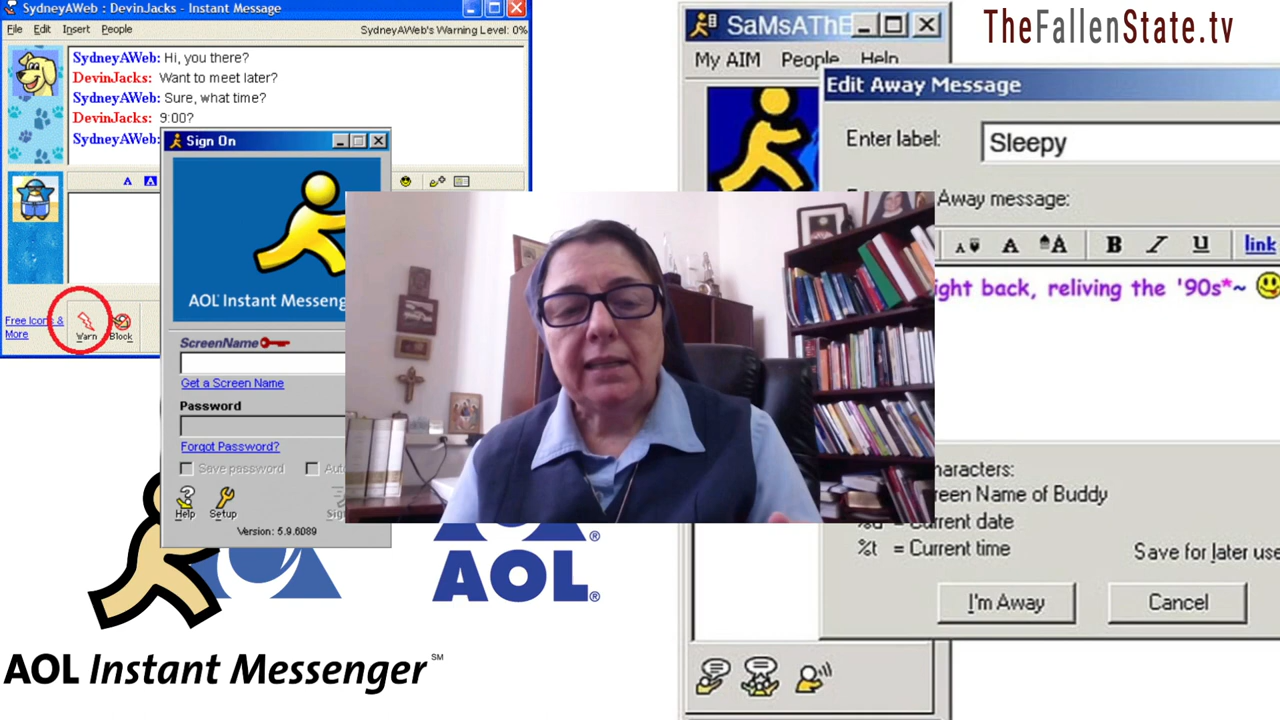 SydneyAWeb : DevinJacks - Instant Message
File Edit Insert People
SydneyAWeb's Warning Level: 0%
SydneyAWeb: Hi, you there?
DevinJacks: Want to meet later?
SydneyAWeb: Sure, what time?
DevinJacks: 9:00?
SydneyAWeb:
A A
Free Icons &
More
Warn
Block
Sign On
AOL Instant
ScreenName
Get a Screen Name
Password
Forgot Password?
Save password
Help
Setup
Version: 5.9.6089
AOL Instant Messenger SM
AOL®
®
SaMsAThE
My AIM People Help
TheFallenState.tv
Edit Away Message
Enter label:
Sleepy
Away message:
A A A B I U link
ight back, reliving the '90s*~
haracters:
reen Name of Buddy
= Current date
%t = Current time
Save for later use
I'm Away
Cancel